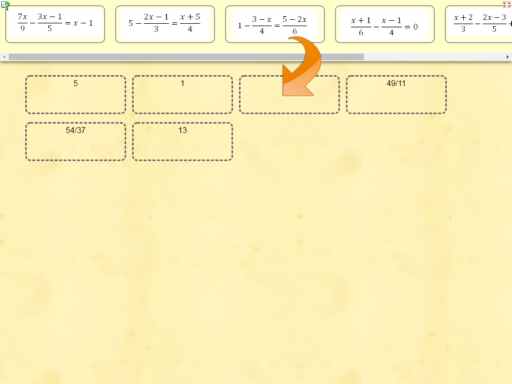 7x/9 − 3x − 1/5 = x − 1
5 − 2x − 1/3 = x + 5/4
1 − 3 − x/4 = 5 − 2x/6
x + 1/6 − x − 1/4 = 0
x + 2/3 − 2x − 3/5 +
5
1
49/11
54/37
13